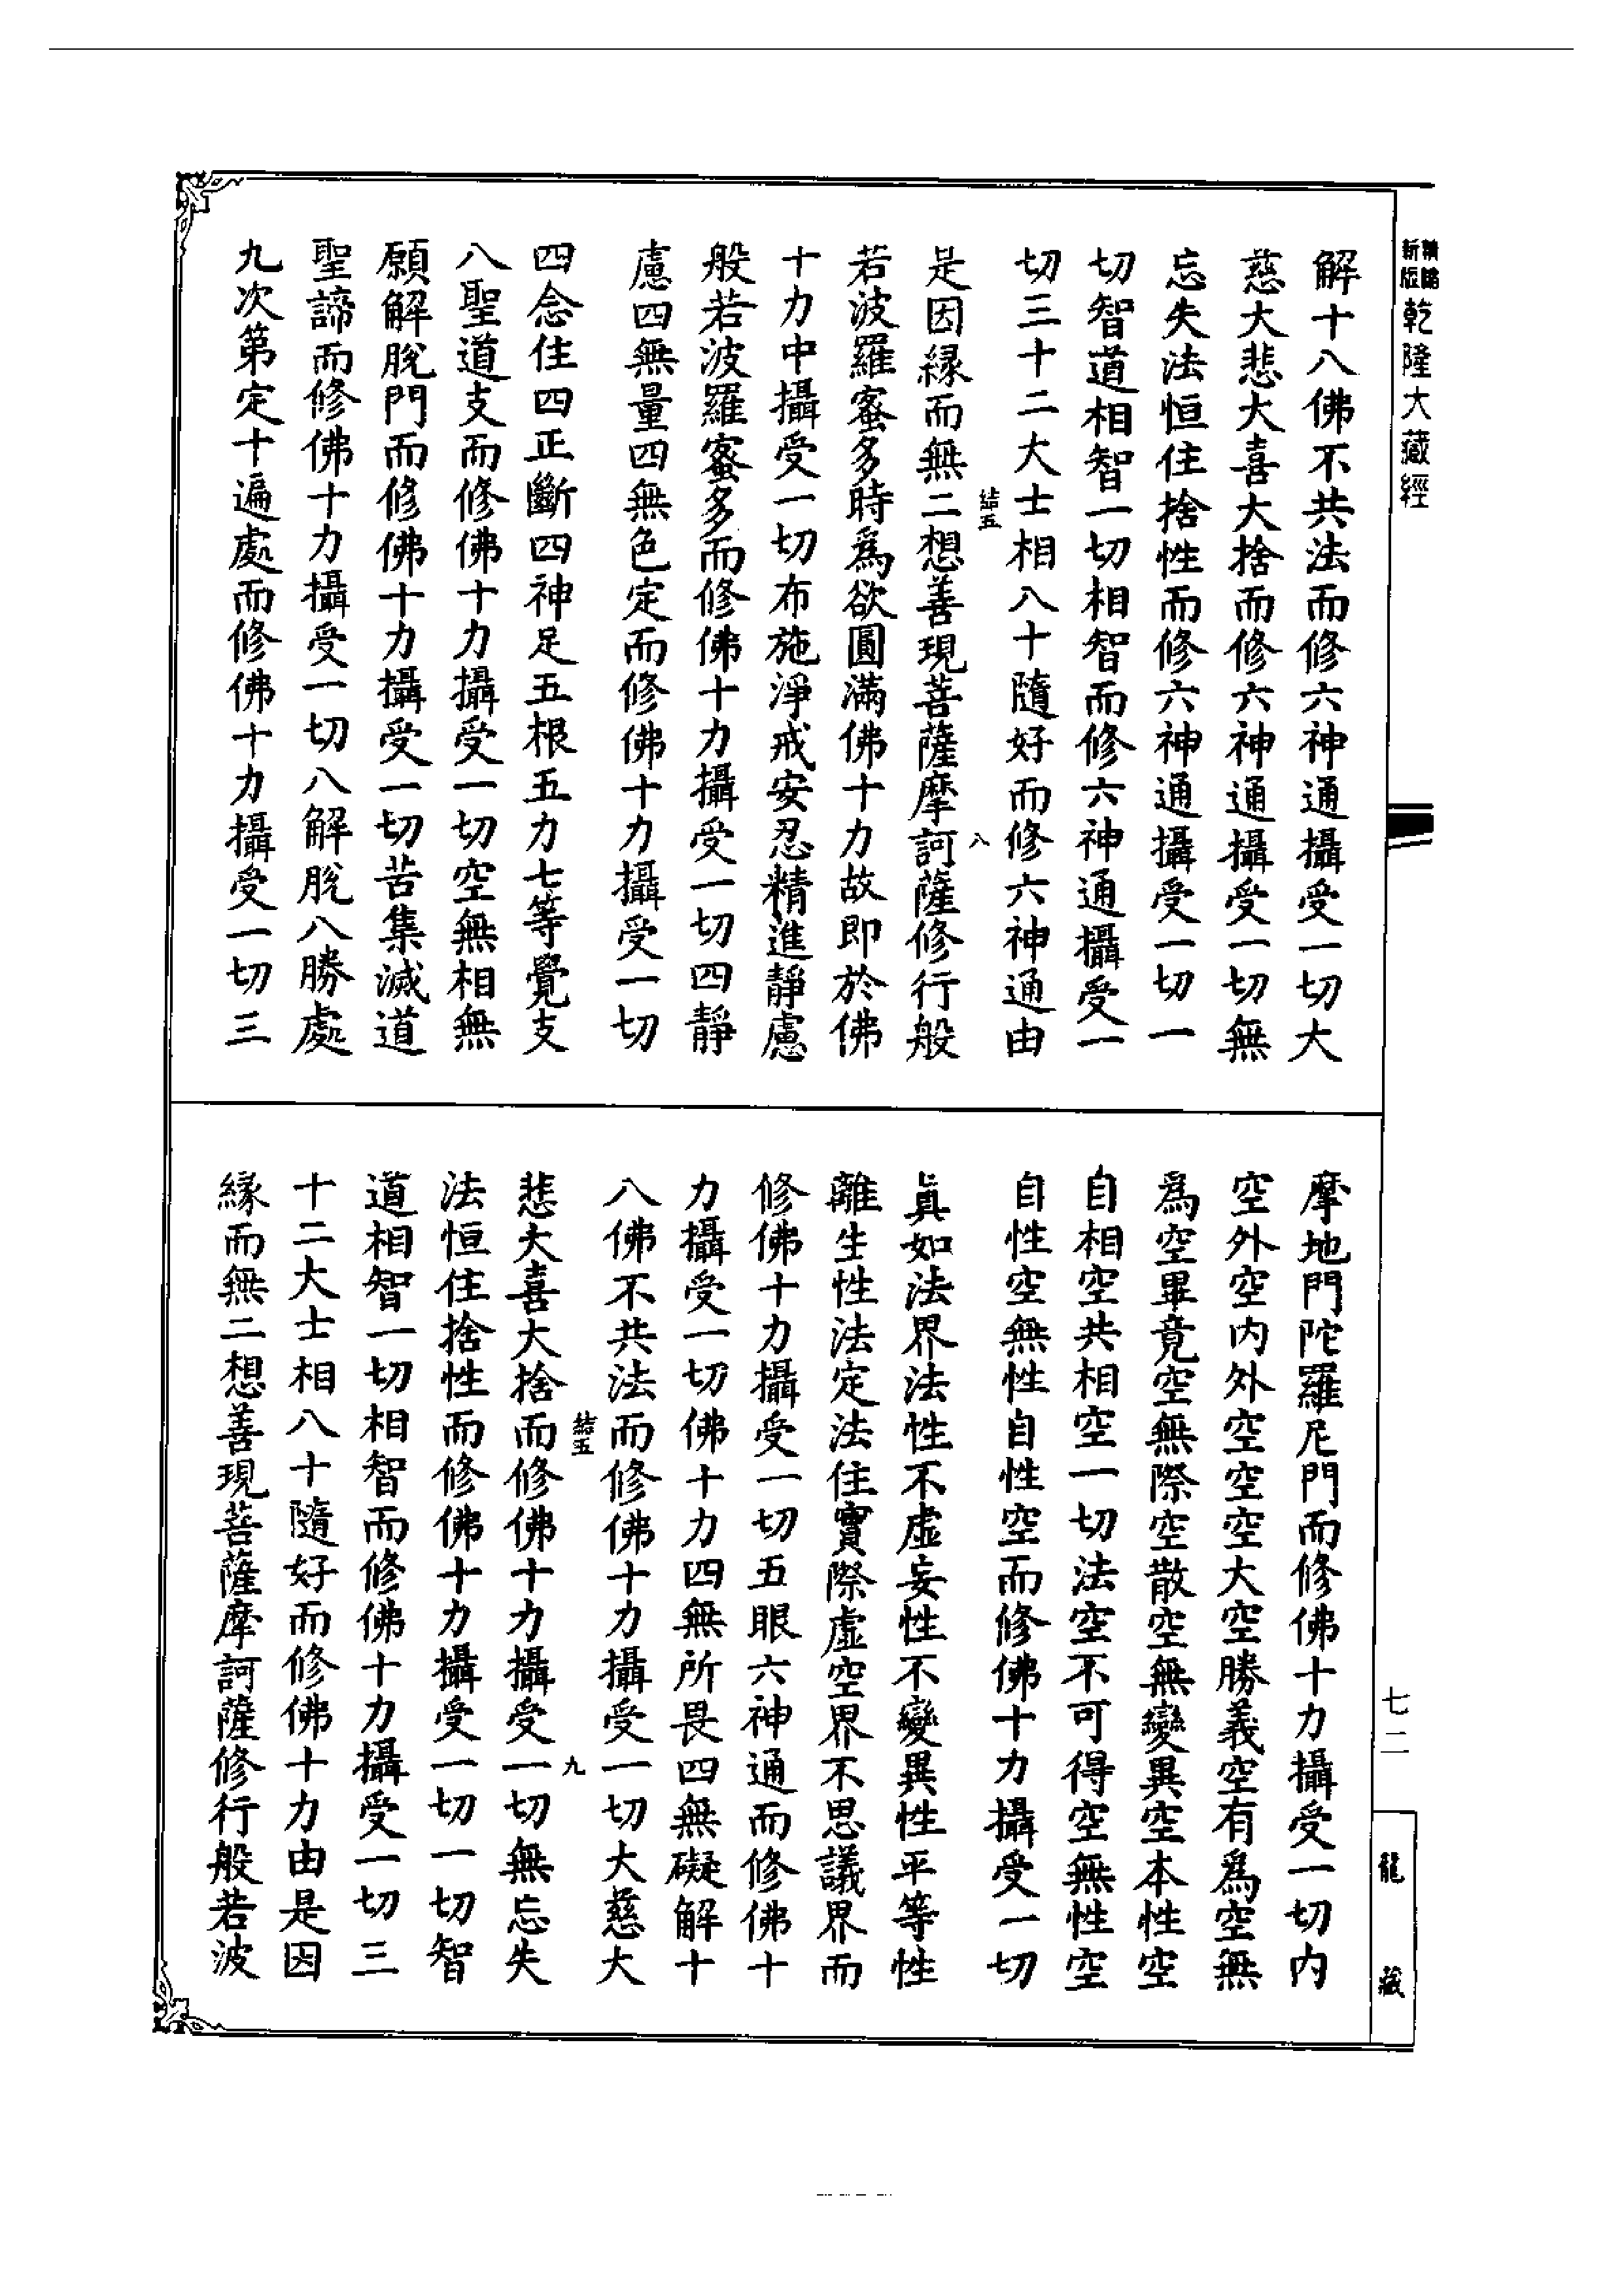 新版
乾隆大藏經
解十八佛不共法而修六神通攝受一切大
慈大悲大喜大捨而修六神通攝受一切無
忘失法恒住捨性而修六神通攝受一切一
切智道相智一切相智而修六神通攝受一
切三十二大士相八十隨好而修六神通由
是因緣而無二想善現菩薩摩訶薩修行般
結五
八
若波羅蜜多時爲欲圓滿佛十力故即於佛
十力中攝受一切布施淨戒安忍精進靜慮
般若波羅蜜多而修佛十力攝受一切四靜
慮四無量四無色定而修佛十力攝受一切
四念住四正斷四神足五根五力七等覺支
八聖道支而修佛十力攝受一切空無相無
願解脫門而修佛十力攝受一切苦集滅道
聖諦而修佛十力攝受一切八解脫八勝處
九次第定十遍處而修佛十力攝受一切三
七二
龍藏
摩地門陀羅尼門而修佛十力攝受一切內
空外空內外空空空大空勝義空有爲空無
爲空畢竟空無際空散空無變異空本性空
自相空共相空一切法空不可得空無性空
自性空無性自性空而修佛十力攝受一切
眞如法界法性不虛妄性不變異性平等性
離生性法定法住實際虛空界不思議界而
修佛十力攝受一切五眼六神通而修佛十
力攝受一切佛十力四無所畏四無礙解十
八佛不共法而修佛十力攝受一切大慈大
結五
九
悲大喜大捨而修佛十力攝受一切無忘失
法恒住捨性而修佛十力攝受一切一切智
道相智一切相智而修佛十力攝受一切三
十二大士相八十隨好而修佛十力由是因
緣而無二想善現菩薩摩訶薩修行般若波